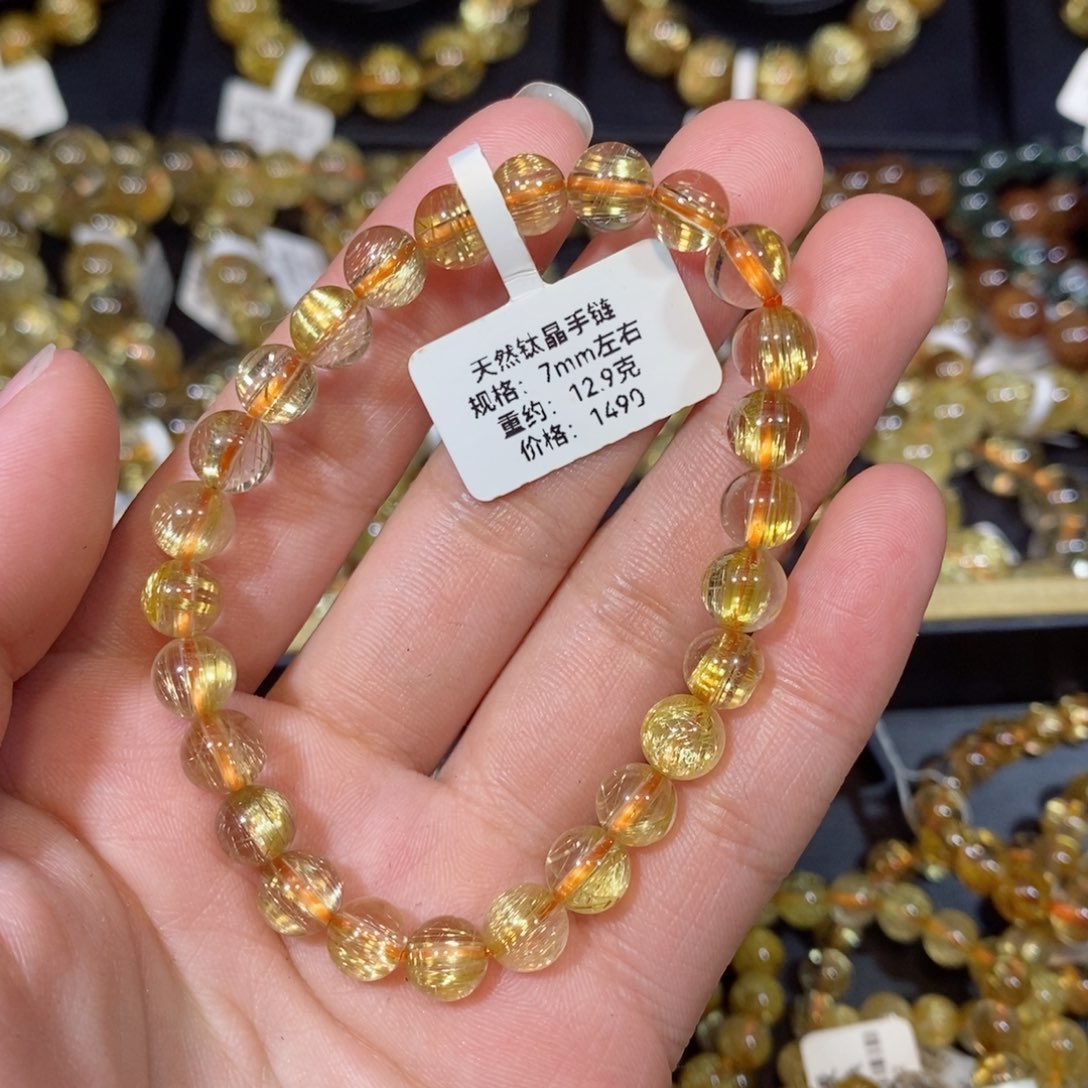 天然钛晶手链
规格: 7mm左右
重约: 12.9克
价格: 1490